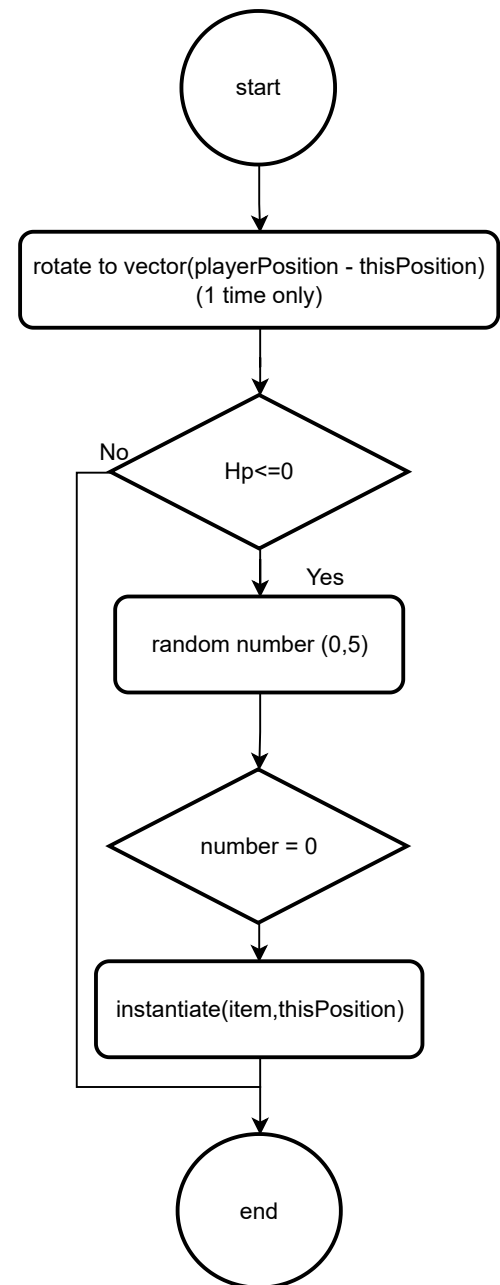 start
rotate to vector(playerPosition - thisPosition)
(1 time only)
No
Hp<=0
Yes
random number (0,5)
number = 0
instantiate(item,thisPosition)
end